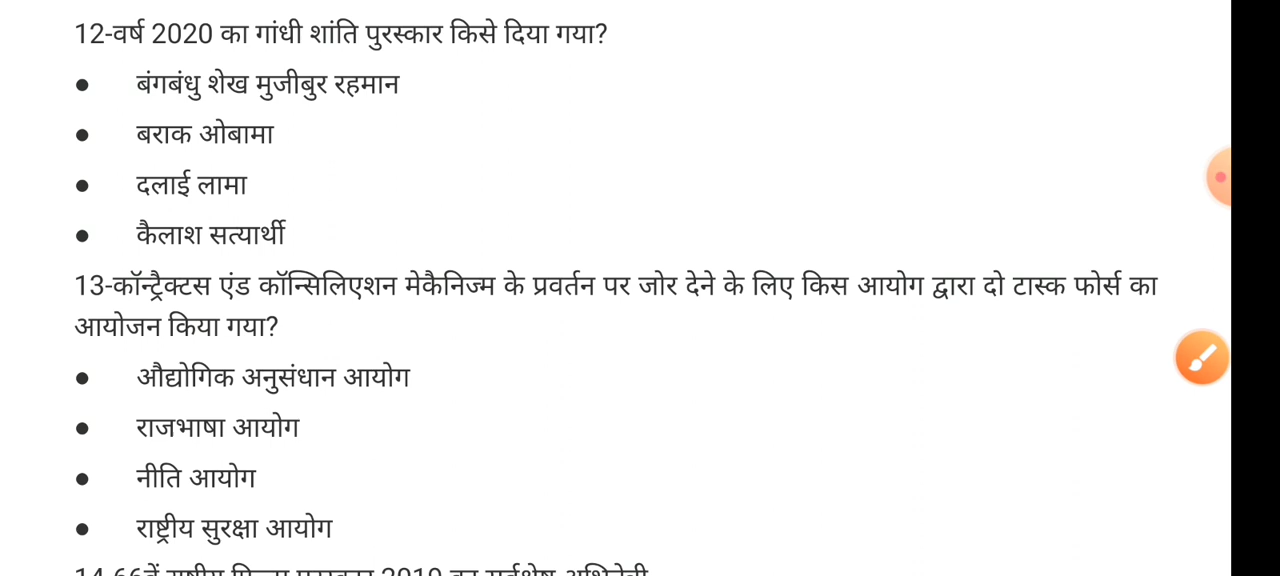 12-वर्ष 2020 का गांधी शांति पुरस्कार किसे दिया गया?
● बंगबंधु शेख मुजीबुर रहमान
● बराक ओबामा
● दलाई लामा
● कैलाश सत्यार्थी
13-कॉन्ट्रैक्टस एंड कॉन्सिलिएशन मेकैनिज्म के प्रवर्तन पर जोर देने के लिए किस आयोग द्वारा दो टास्क फोर्स का
आयोजन किया गया?
● औद्योगिक अनुसंधान आयोग
● राजभाषा आयोग
● नीति आयोग
● राष्ट्रीय सुरक्षा आयोग